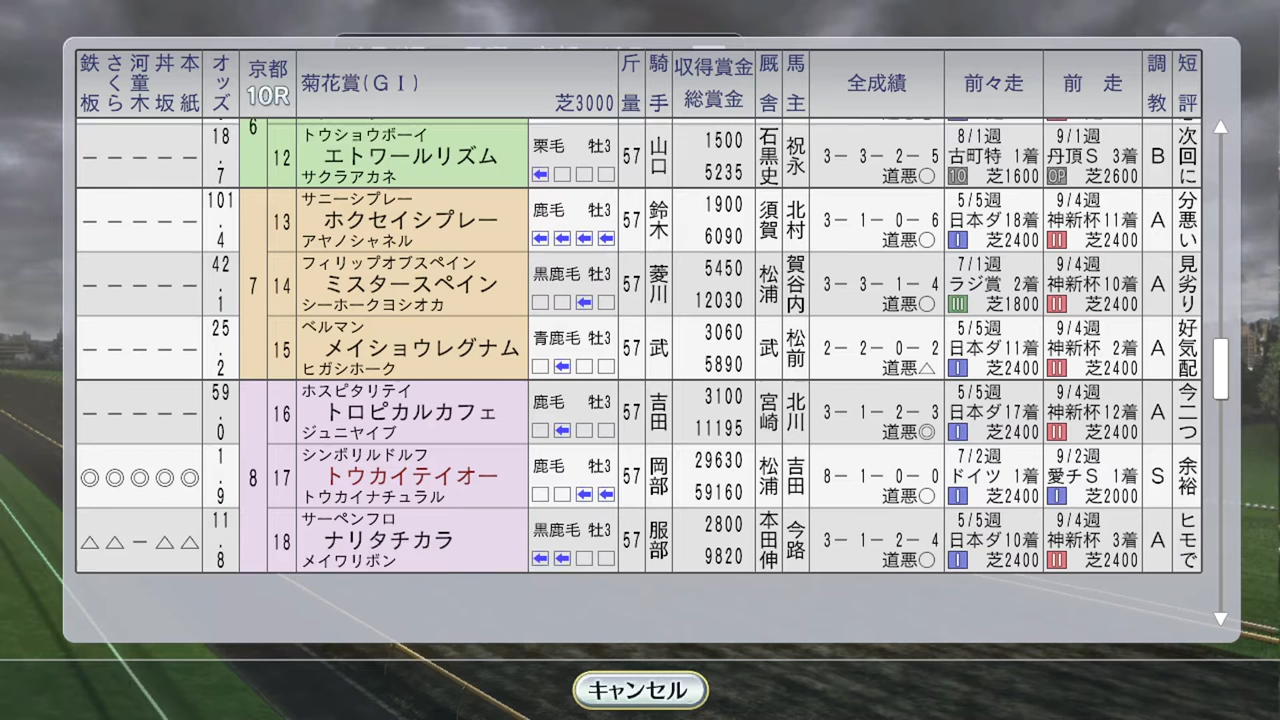 鉄板 さくら 河童木 丼坂 本紙 オッズ 京都10R 菊花賞(GⅠ) 芝3000 斤量 騎手 収得賞金 総賞金 厩舎 馬主 全成績 前々走 前走 調教 短評
6
トウショウボーイ
－－－－－ 18.7 12 エトワールリズム 栗毛 牡3 57 山口 1500 5235 石黒史 祝永 3－3－2－5 道悪○ 8/1週 古町特 1着 10 芝1600 9/1週 丹頂S 3着 OP 芝2600 B 次回に
サクラアカネ
サニーシプレー
－－－－－ 101.4 13 ホクセイシプレー 鹿毛 牡3 57 鈴木 1900 6090 須賀 北村 3－1－0－6 道悪○ 5/5週 日本ダ18着 Ⅰ 芝2400 9/4週 神新杯11着 Ⅱ 芝2400 A 分悪い
アヤノシャネル
フィリップオブスペイン
－－－－－ 42.1 7 14 ミスタースペイン 黒鹿毛 牡3 57 菱川 5450 12030 松浦 賀谷内 3－3－1－4 道悪○ 7/1週 ラジ賞 2着 Ⅲ 芝1800 9/4週 神新杯10着 Ⅱ 芝2400 A 見劣り
シーホークヨシオカ
ベルマン
－－－－－ 25.2 15 メイショウレグナム 青鹿毛 牡3 57 武 3060 5890 武 松前 2－2－0－2 道悪△ 5/5週 日本ダ11着 Ⅰ 芝2400 9/4週 神新杯 2着 Ⅱ 芝2400 A 好気配
ヒガシホーク
ホスピタリテイ
－－－－－ 59.0 16 トロピカルカフェ 鹿毛 牡3 57 吉田 3100 11195 宮崎 北川 3－1－2－3 道悪◎ 5/5週 日本ダ17着 Ⅰ 芝2400 9/4週 神新杯12着 Ⅱ 芝2400 A 今二つ
ジュニヤイブ
シンボリルドルフ
◎◎◎◎◎ 1.9 8 17 トウカイテイオー 鹿毛 牡3 57 岡部 29630 59160 松浦 吉田 8－1－0－0 道悪○ 7/2週 ドイツ 1着 Ⅰ 芝2400 9/2週 愛チS 1着 Ⅰ 芝2000 S 余裕
トウカイナチュラル
サーペンフロ
△△－△△ 11.8 18 ナリタチカラ 黒鹿毛 牡3 57 服部 2800 9820 本田伸 今路 3－1－2－4 道悪○ 5/5週 日本ダ10着 Ⅰ 芝2400 9/4週 神新杯 3着 Ⅱ 芝2400 A ヒモで
メイワリボン
キャンセル